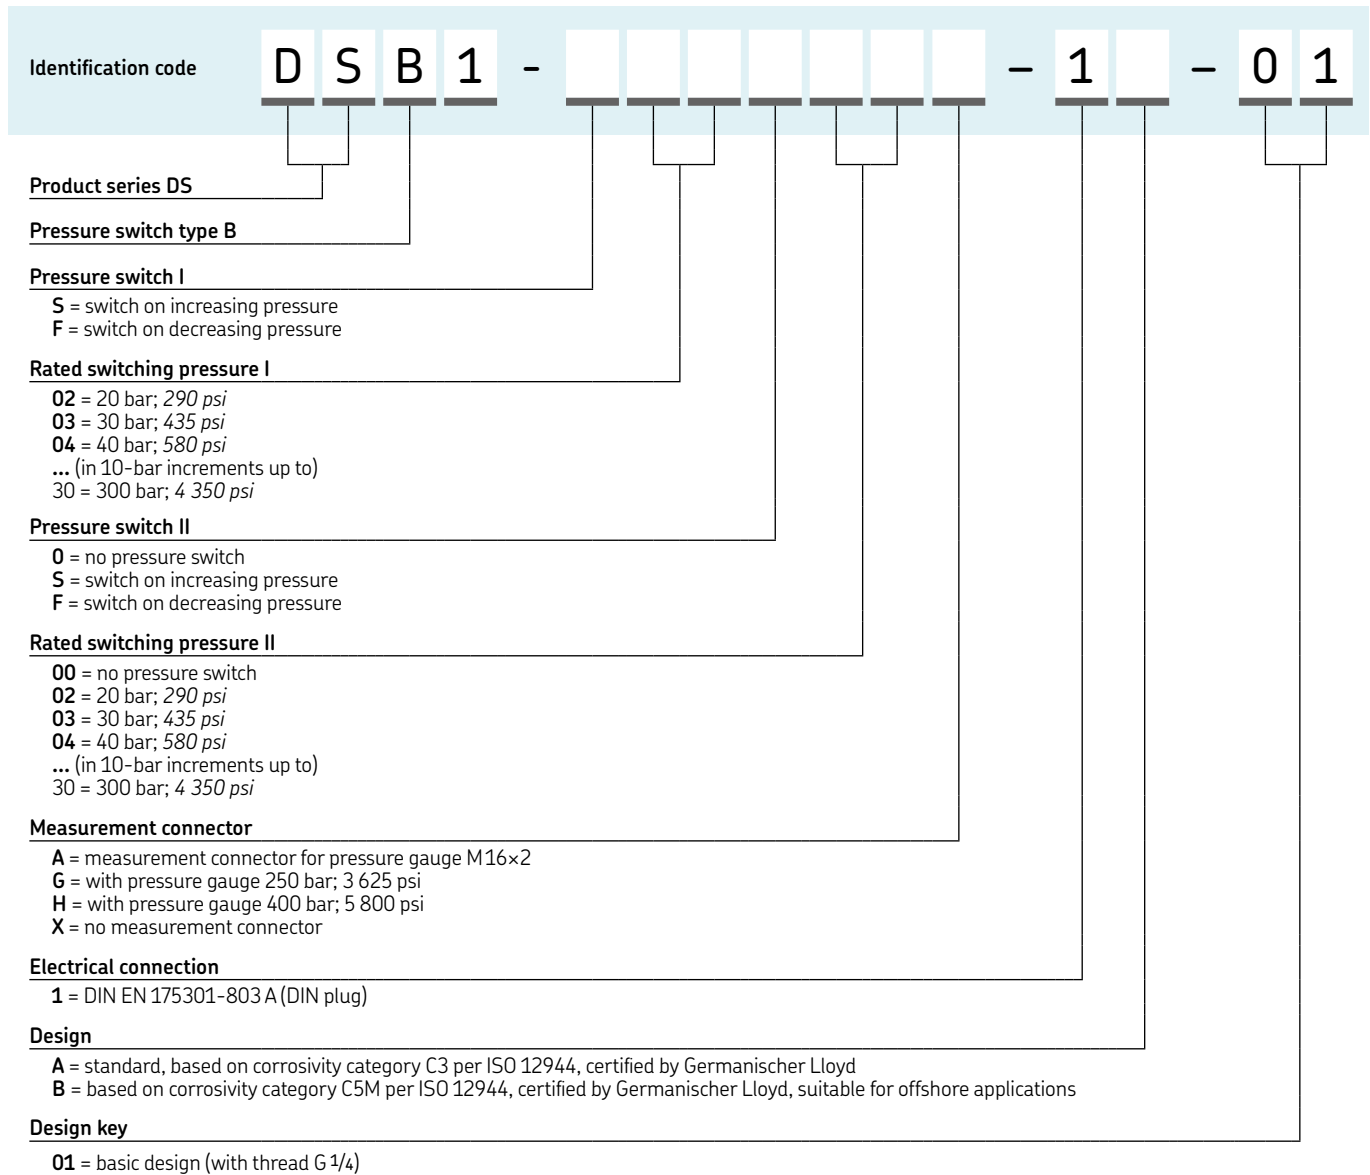 Identification code D S B 1 - – 1 – 0 1
Product series DS
Pressure switch type B
Pressure switch I
S = switch on increasing pressure
F = switch on decreasing pressure
Rated switching pressure I
02 = 20 bar; 290 psi
03 = 30 bar; 435 psi
04 = 40 bar; 580 psi
... (in 10-bar increments up to)
30 = 300 bar; 4 350 psi
Pressure switch II
0 = no pressure switch
S = switch on increasing pressure
F = switch on decreasing pressure
Rated switching pressure II
00 = no pressure switch
02 = 20 bar; 290 psi
03 = 30 bar; 435 psi
04 = 40 bar; 580 psi
... (in 10-bar increments up to)
30 = 300 bar; 4 350 psi
Measurement connector
A = measurement connector for pressure gauge M16×2
G = with pressure gauge 250 bar; 3 625 psi
H = with pressure gauge 400 bar; 5 800 psi
X = no measurement connector
Electrical connection
1 = DIN EN 175301-803 A (DIN plug)
Design
A = standard, based on corrosivity category C3 per ISO 12944, certified by Germanischer Lloyd
B = based on corrosivity category C5M per ISO 12944, certified by Germanischer Lloyd, suitable for offshore applications
Design key
01 = basic design (with thread G 1/4)